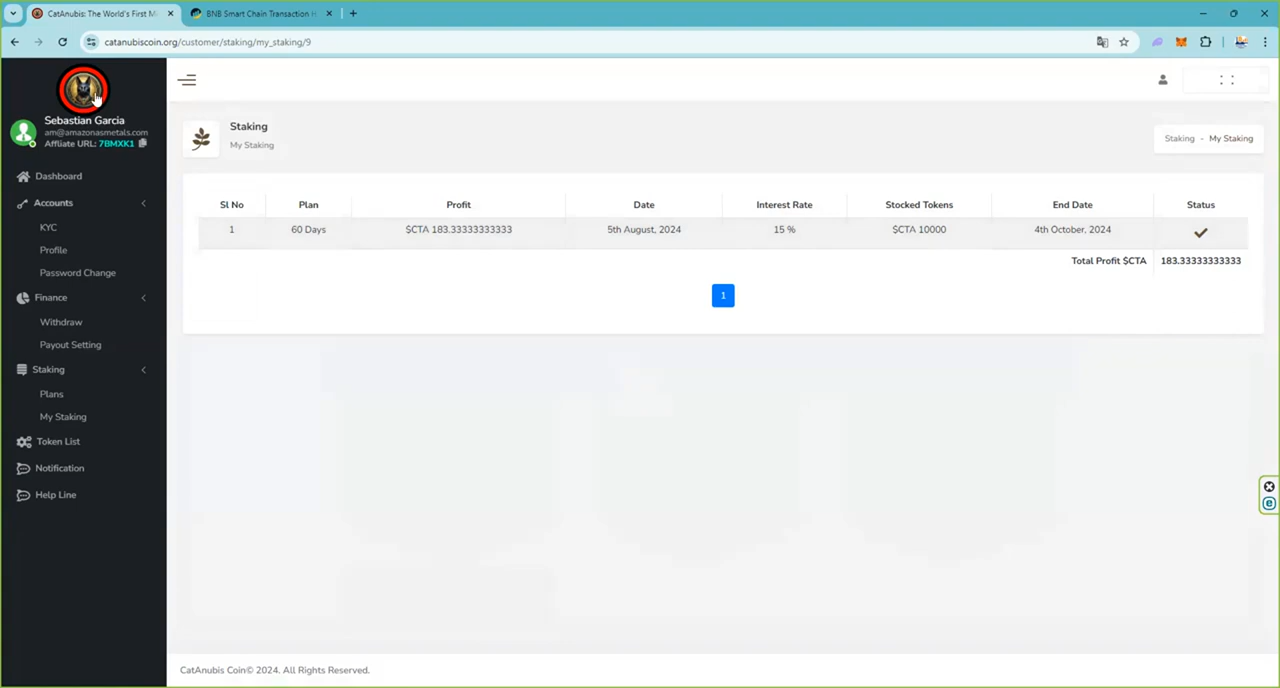 CatAnubis: The World's First M
BNB Smart Chain Transaction H
catanubiscoin.org/customer/staking/my_staking/9
Sebastian Garcia
am@amazonasmetals.com
Affliate URL: 7BMXK1
Dashboard
Accounts
KYC
Profile
Password Change
Finance
Withdraw
Payout Setting
Staking
Plans
My Staking
Token List
Notification
Help Line
Staking
My Staking
Staking - My Staking
Sl No Plan Profit Date Interest Rate Stocked Tokens End Date Status
1 60 Days $CTA 183.33333333333 5th August, 2024 15 % $CTA 10000 4th October, 2024
Total Profit $CTA 183.33333333333
1
CatAnubis Coin© 2024. All Rights Reserved.